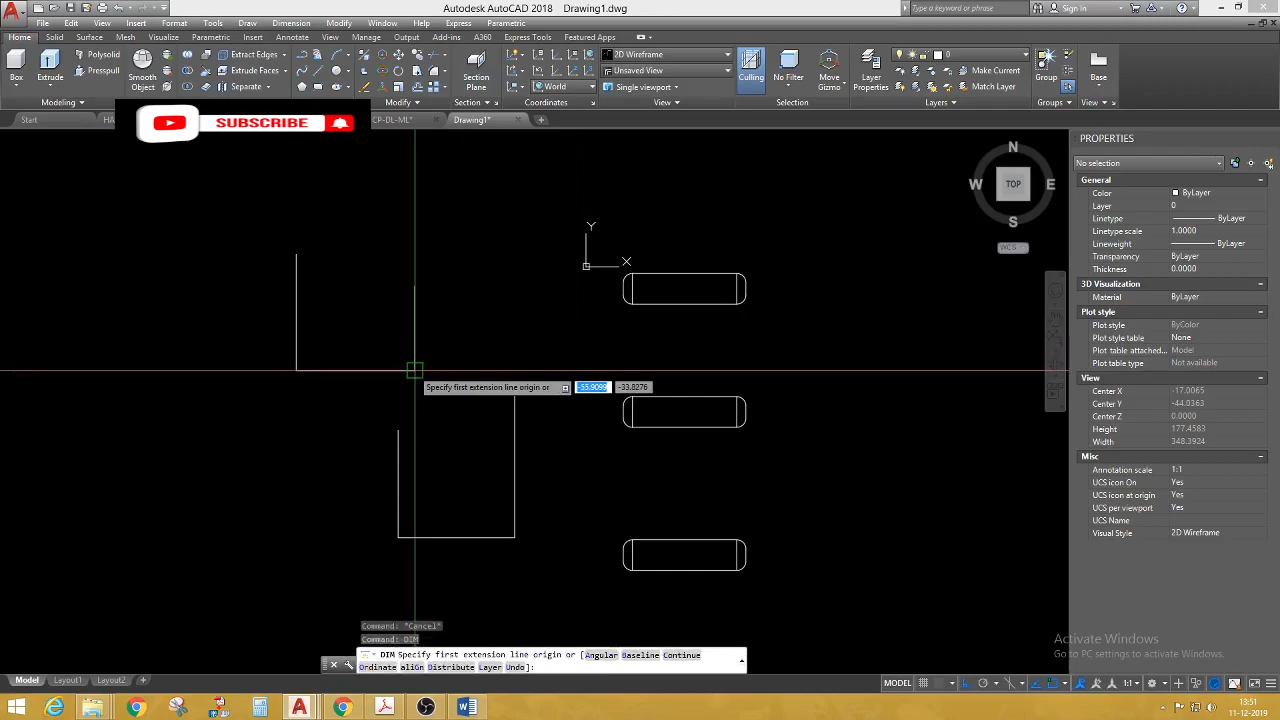 Autodesk AutoCAD 2018 Drawing1.dwg
Type a keyword or phrase
Sign In
File Edit View Insert Format Tools Draw Dimension Modify Window Help Express Parametric
Home Solid Surface Mesh Visualize Parametric Insert Annotate View Manage Output Add-ins A360 Express Tools Featured Apps
Box
Extrude
Polysolid
Presspull
Smooth Object
Extract Edges
Extrude Faces
Separate
Section Plane
World
2D Wireframe
Unsaved View
Single viewport
Culling
No Filter
Move Gizmo
Layer Properties
0
Make Current
Match Layer
Group
Base
Modeling
Modify
Section
Coordinates
View
Selection
Layers
Groups
View
SUBSCRIBE
Start
HA
CP-DL-ML*
Drawing1*
N
W TOP E
S
WCS
Y
X
Specify first extension line origin or -55.9099 -33.8276
PROPERTIES
No selection
General
Color ByLayer
Layer 0
Linetype ByLayer
Linetype scale 1.0000
Lineweight ByLayer
Transparency ByLayer
Thickness 0.0000
3D Visualization
Material ByLayer
Plot style
Plot style ByColor
Plot style table None
Plot table attached... Model
Plot table type Not available
View
Center X -17.0065
Center Y -44.0363
Center Z 0.0000
Height 177.4583
Width 348.3924
Misc
Annotation scale 1:1
UCS icon On Yes
UCS icon at origin Yes
UCS per viewport Yes
UCS Name
Visual Style 2D Wireframe
Command: *Cancel*
Command: DIM
DIM Specify first extension line origin or [Angular Baseline Continue
Ordinate aliGn Distribute Layer Undo]:
Activate Windows
Go to PC settings to activate Windows.
Model Layout1 Layout2
MODEL
1:1
13:51
11-12-2019